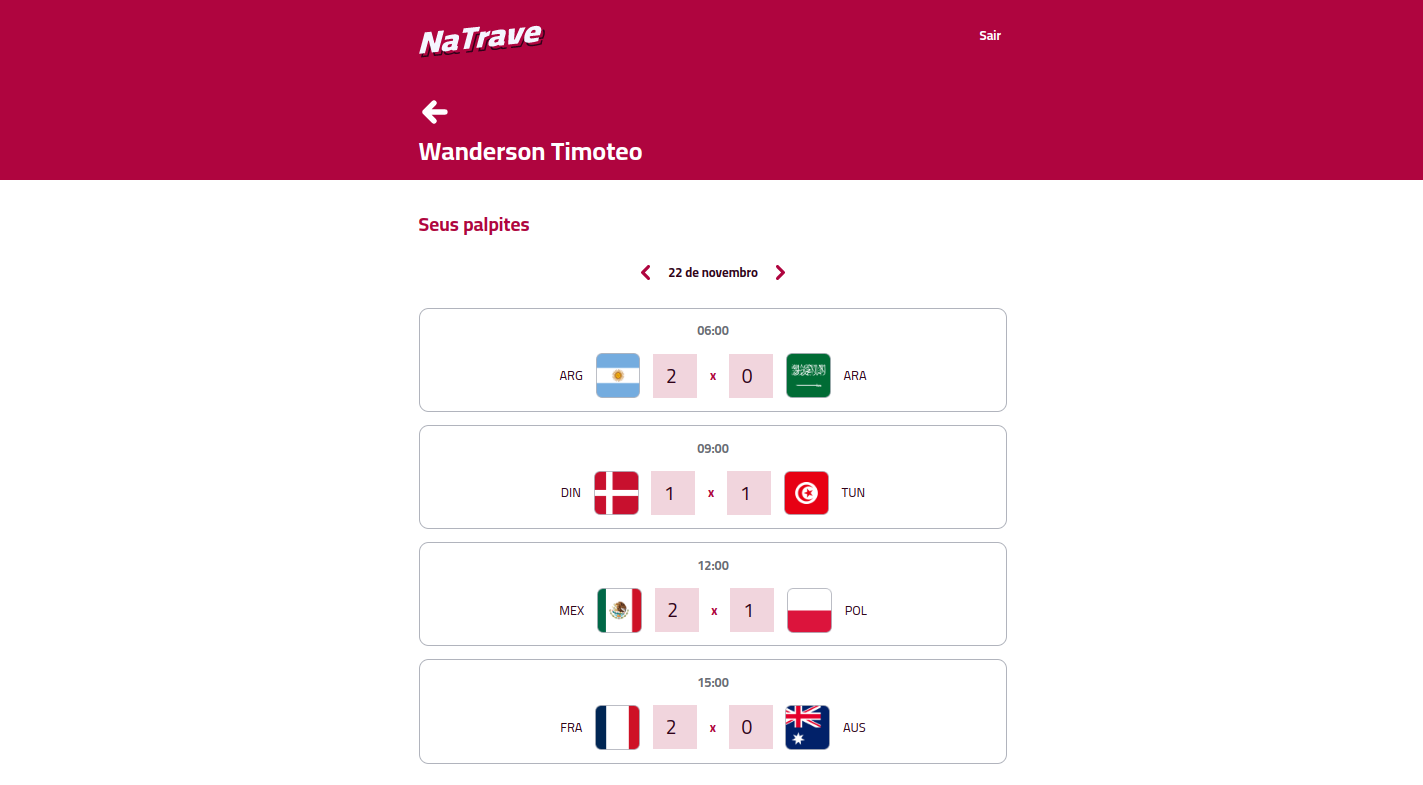 NaTrave
Sair
Wanderson Timoteo
Seus palpites
22 de novembro
06:00
ARG 2 x 0 ARA
09:00
DIN 1 x 1 TUN
12:00
MEX 2 x 1 POL
15:00
FRA 2 x 0 AUS